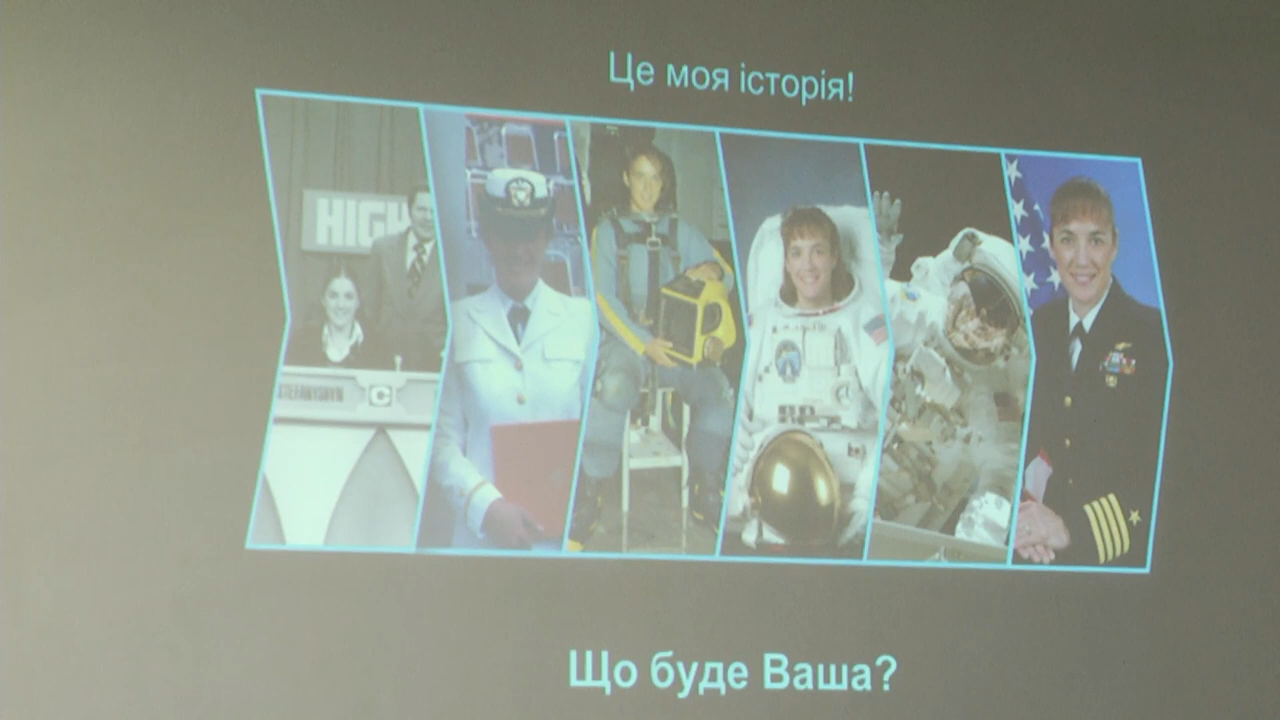 Це моя історія!
HIGH
STEFANYSHYN
C
Що буде Ваша?